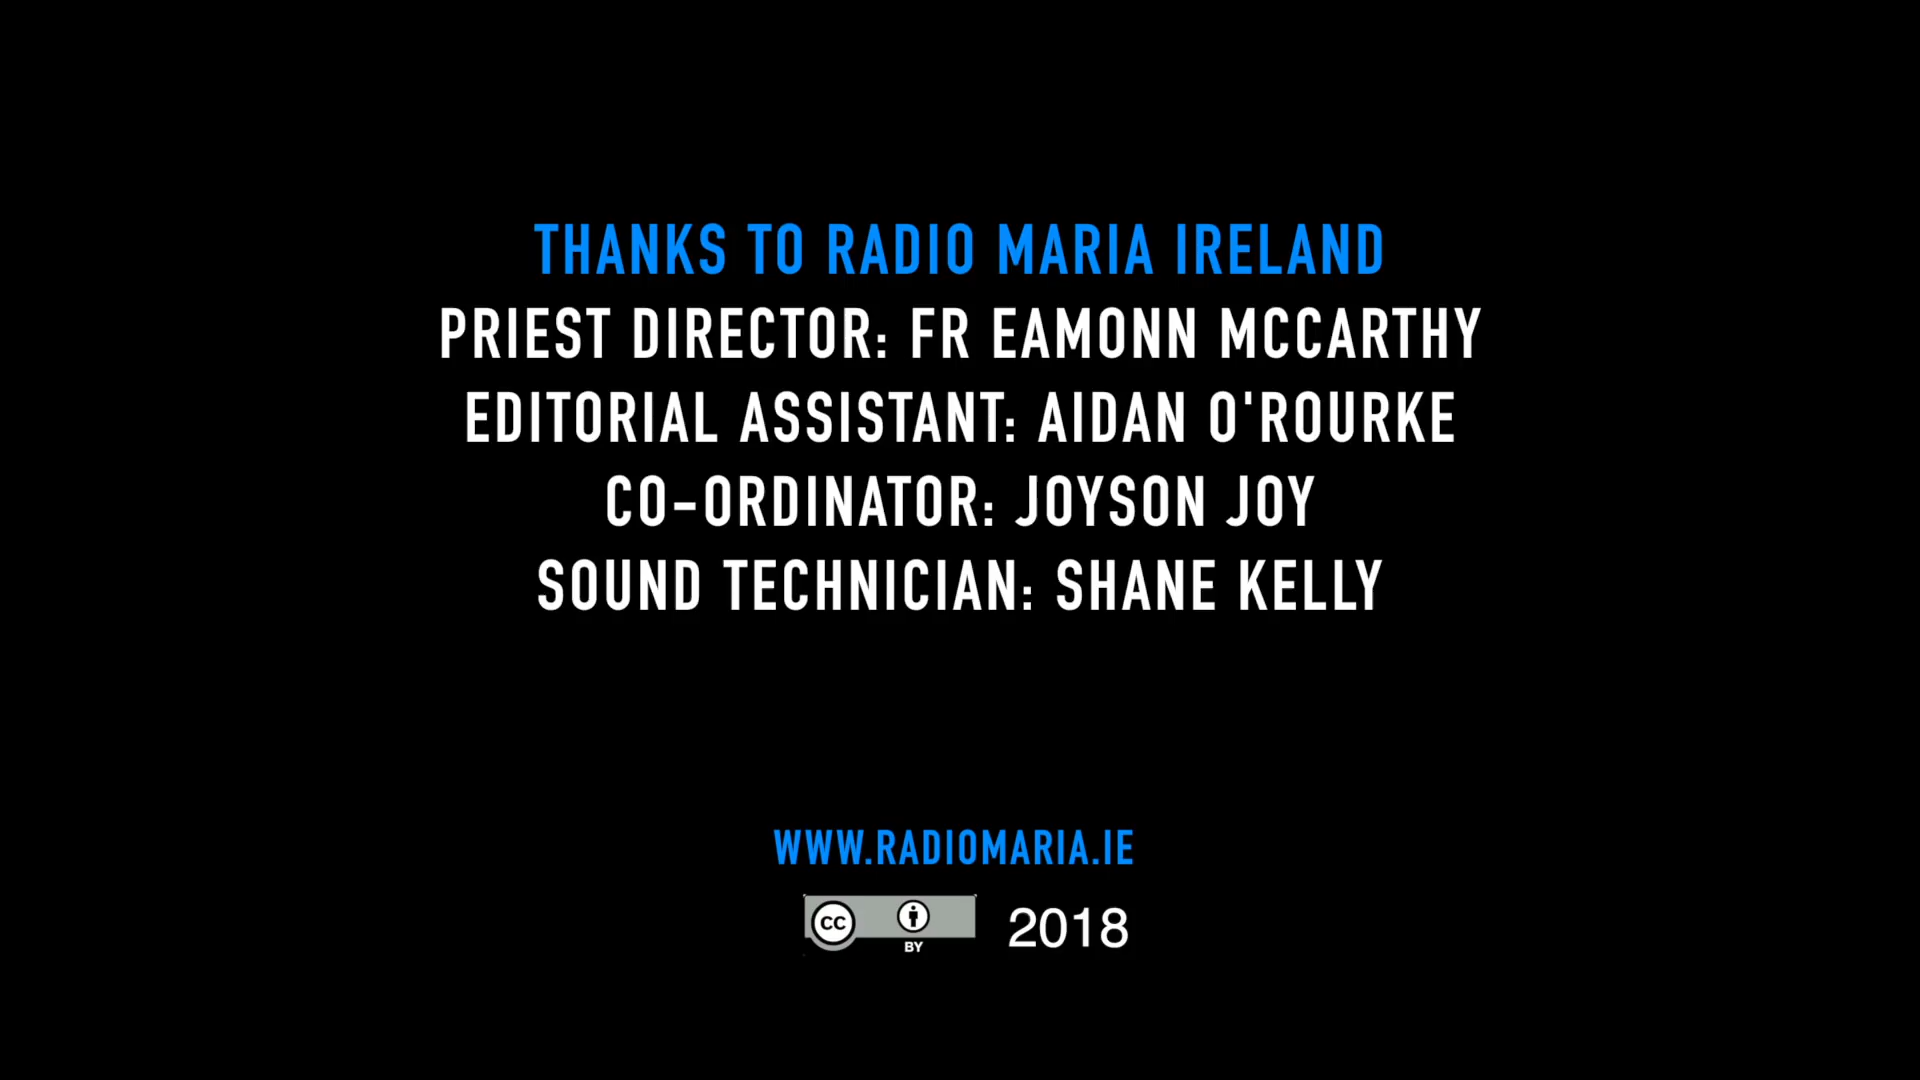 THANKS TO RADIO MARIA IRELAND
PRIEST DIRECTOR: FR EAMONN MCCARTHY
EDITORIAL ASSISTANT: AIDAN O'ROURKE
CO-ORDINATOR: JOYSON JOY
SOUND TECHNICIAN: SHANE KELLY
WWW.RADIOMARIA.IE
CC BY 2018